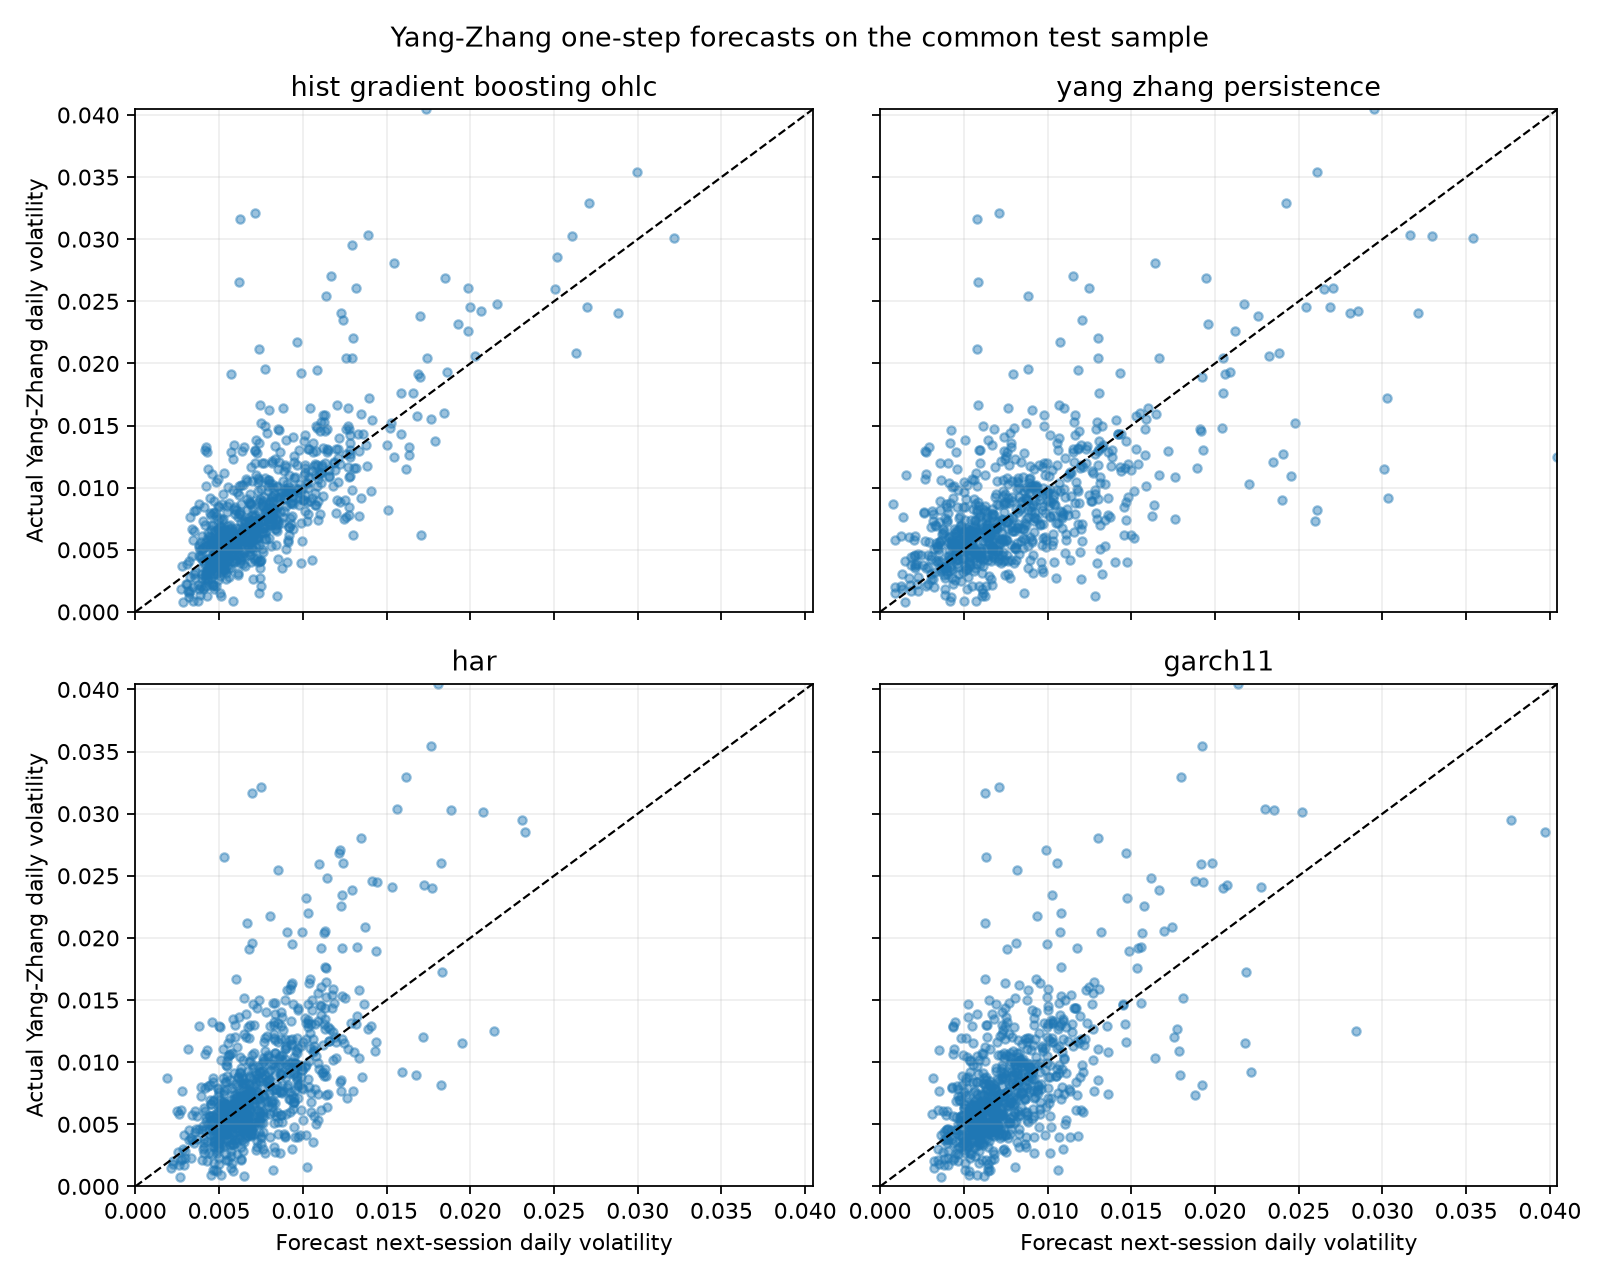 Yang-Zhang one-step forecasts on the common test sample
hist gradient boosting ohlc
yang zhang persistence
Actual Yang-Zhang daily volatility
0.040
0.035
0.030
0.025
0.020
0.015
0.010
0.005
0.000
har
garch11
Actual Yang-Zhang daily volatility
0.040
0.035
0.030
0.025
0.020
0.015
0.010
0.005
0.000
0.000 0.005 0.010 0.015 0.020 0.025 0.030 0.035 0.040
0.000 0.005 0.010 0.015 0.020 0.025 0.030 0.035 0.040
Forecast next-session daily volatility
Forecast next-session daily volatility